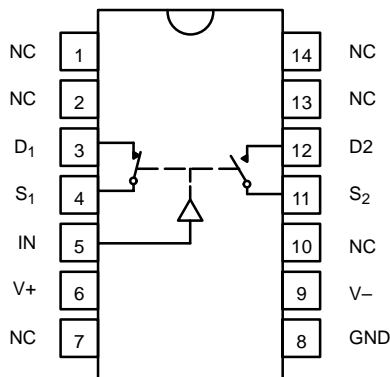 NC 1 14 NC
NC 2 13 NC
D₁ 3 12 D2
S₁ 4 11 S₂
IN 5 10 NC
V+ 6 9 V–
NC 7 8 GND